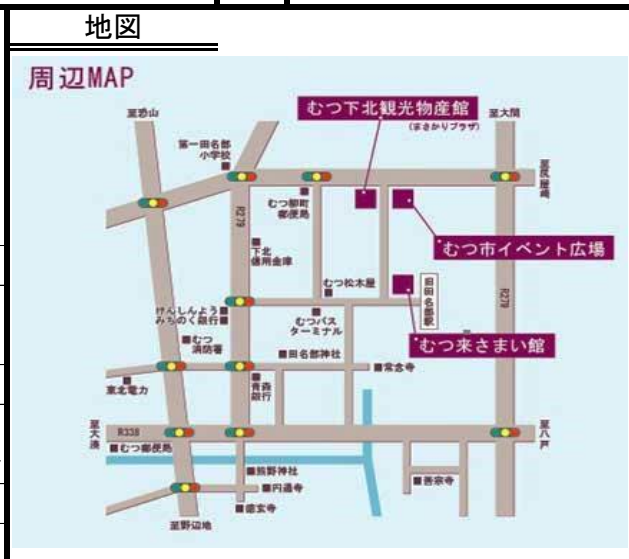 地図
周辺MAP
至恐山
むつ下北観光物産館
(まさかりプラザ)
至大間
第一田名部
小学校
至尻屋崎
むつ柳町
郵便局
R279
下北
信用金庫
むつ市イベント広場
むつ松木屋
旧田名部駅
R279
けんしんよう
みちのく銀行
むつバス
ターミナル
むつ来さまい館
むつ
消防署
田名部神社
常念寺
東北電力
青森
銀行
至大湊
R338
至八戸
むつ郵便局
熊野神社
円通寺
善宗寺
徳玄寺
至野辺地